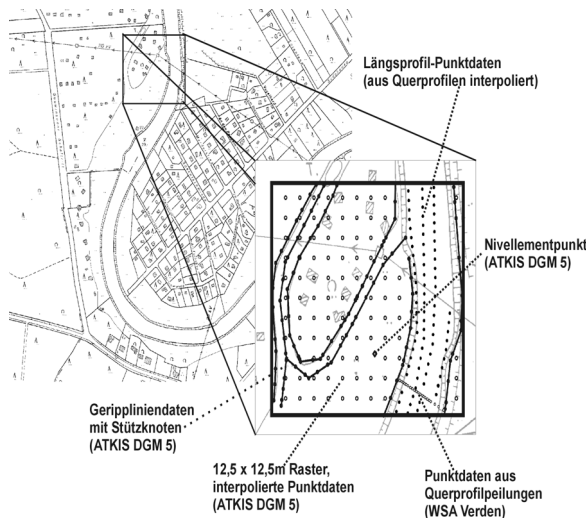 Längsprofil-Punktdaten
(aus Querprofilen interpoliert)
Nivellementpunkt
(ATKIS DGM 5)
Gerippliniendaten
mit Stützknoten
(ATKIS DGM 5)
12,5 x 12,5m Raster,
interpolierte Punktdaten
(ATKIS DGM 5)
Punktdaten aus
Querprofilpeilungen
(WSA Verden)